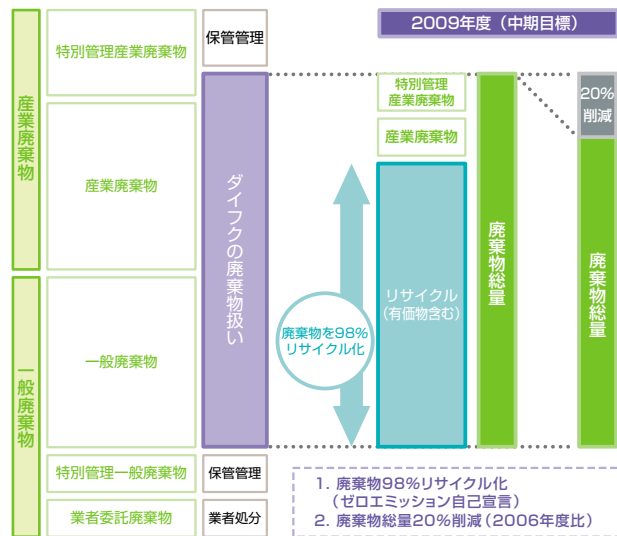 2009年度（中期目標）
産業廃棄物
特別管理産業廃棄物
保管管理
産業廃棄物
ダイフクの廃棄物扱い
一般廃棄物
一般廃棄物
特別管理一般廃棄物
保管管理
業者委託廃棄物
業者処分
廃棄物を98%
リサイクル化
特別管理
産業廃棄物
産業廃棄物
リサイクル
（有価物含む）
廃棄物総量
20%
削減
廃棄物総量
1. 廃棄物98%リサイクル化
（ゼロエミッション自己宣言）
2. 廃棄物総量20%削減（2006年度比）